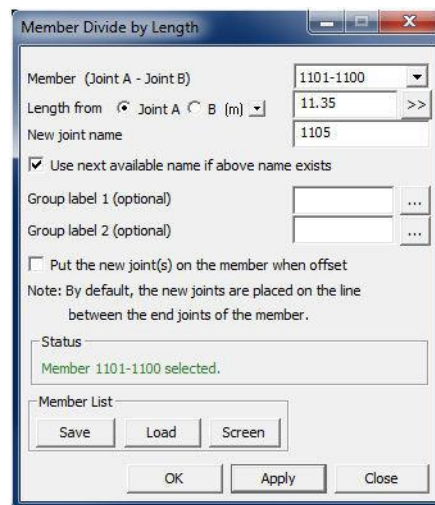 Member Divide by Length
Member (Joint A - Joint B) 1101-1100
Length from Joint A B (m) 11.35 >>
New joint name 1105
Use next available name if above name exists
Group label 1 (optional) ...
Group label 2 (optional) ...
Put the new joint(s) on the member when offset
Note: By default, the new joints are placed on the line
between the end joints of the member.
Status
Member 1101-1100 selected.
Member List
Save Load Screen
OK Apply Close